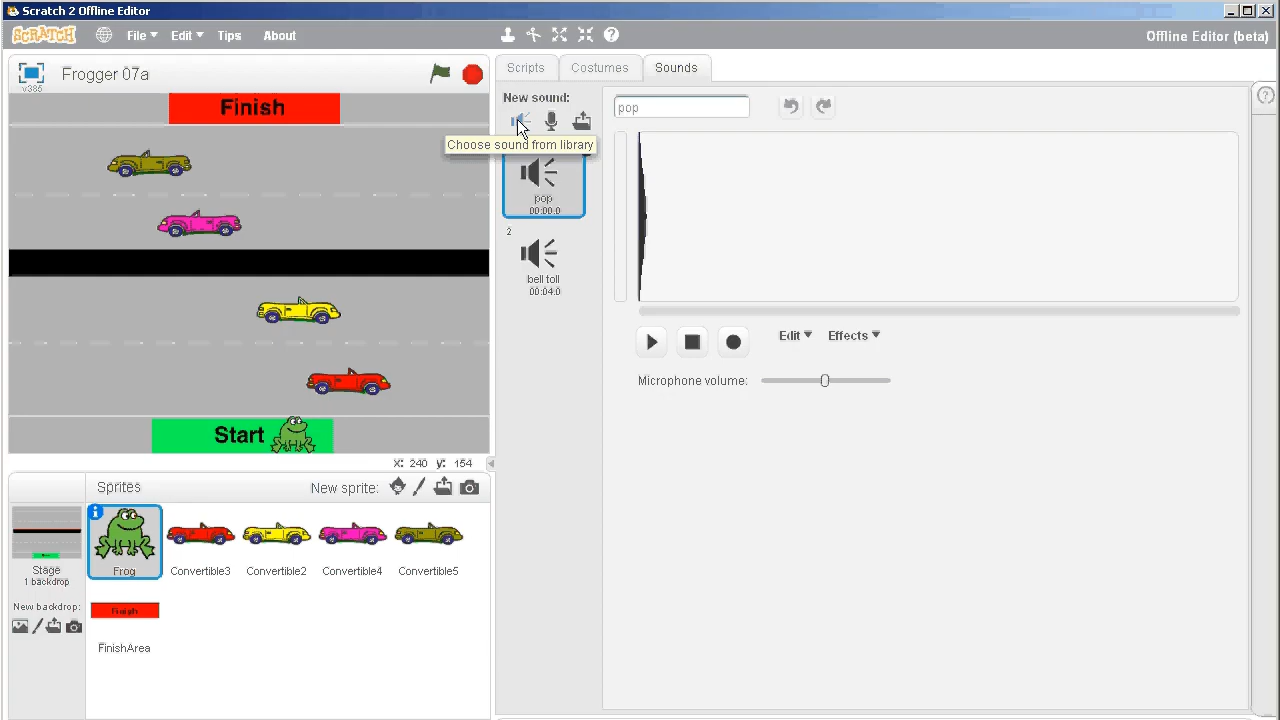 Scratch 2 Offline Editor
SCRATCH File Edit Tips About Offline Editor (beta)
Frogger 07a
v385
Scripts Costumes Sounds
New sound:
pop
Choose sound from library
pop
00:00.0
2
bell toll
00:04.0
Edit Effects
Microphone volume:
Finish
Start
X: 240 y: 154
Sprites New sprite:
Stage
1 backdrop
New backdrop:
Frog Convertible3 Convertible2 Convertible4 Convertible5
Finish
FinishArea